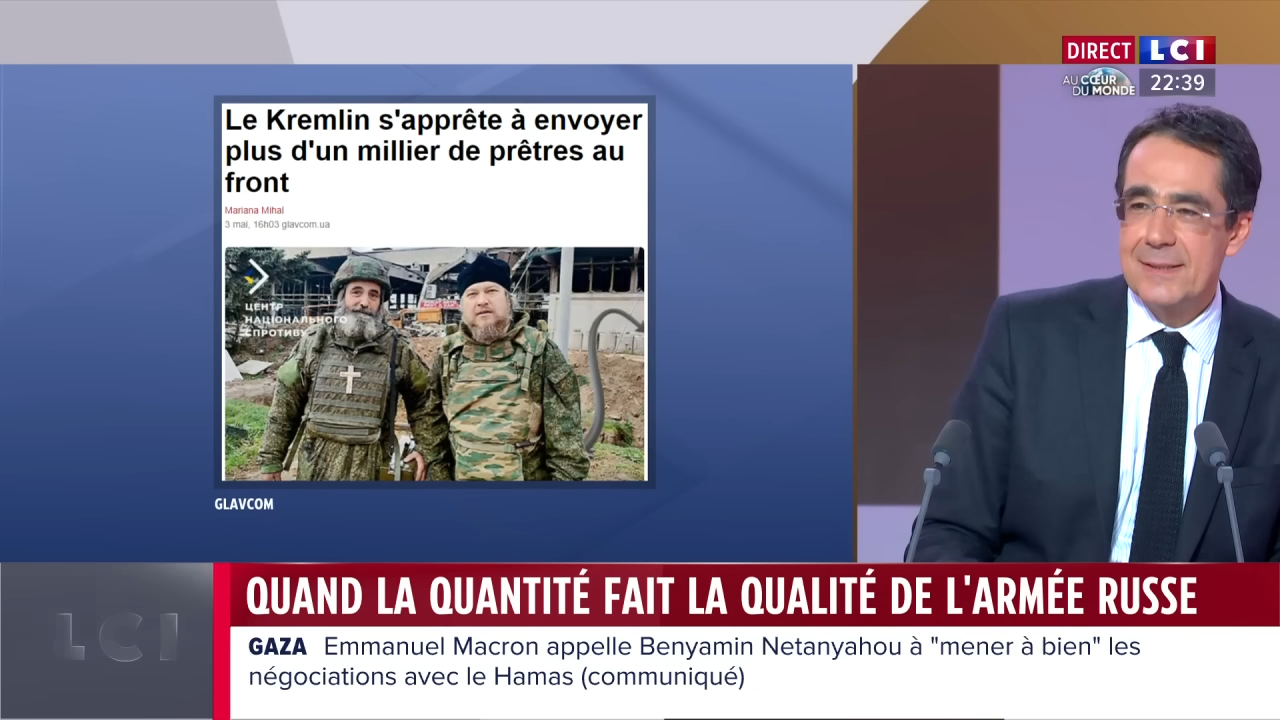 DIRECT LCI
AU CŒUR
DU MONDE
22:39
Le Kremlin s'apprête à envoyer
plus d'un millier de prêtres au
front
Mariana Mihal
3 mai, 16h03 glavcom.ua
ЦЕНТР
НАЦІОНАЛЬНОГО
СПРОТИВУ
GLAVCOM
QUAND LA QUANTITÉ FAIT LA QUALITÉ DE L'ARMÉE RUSSE
LCI
GAZA Emmanuel Macron appelle Benyamin Netanyahou à "mener à bien" les
négociations avec le Hamas (communiqué)